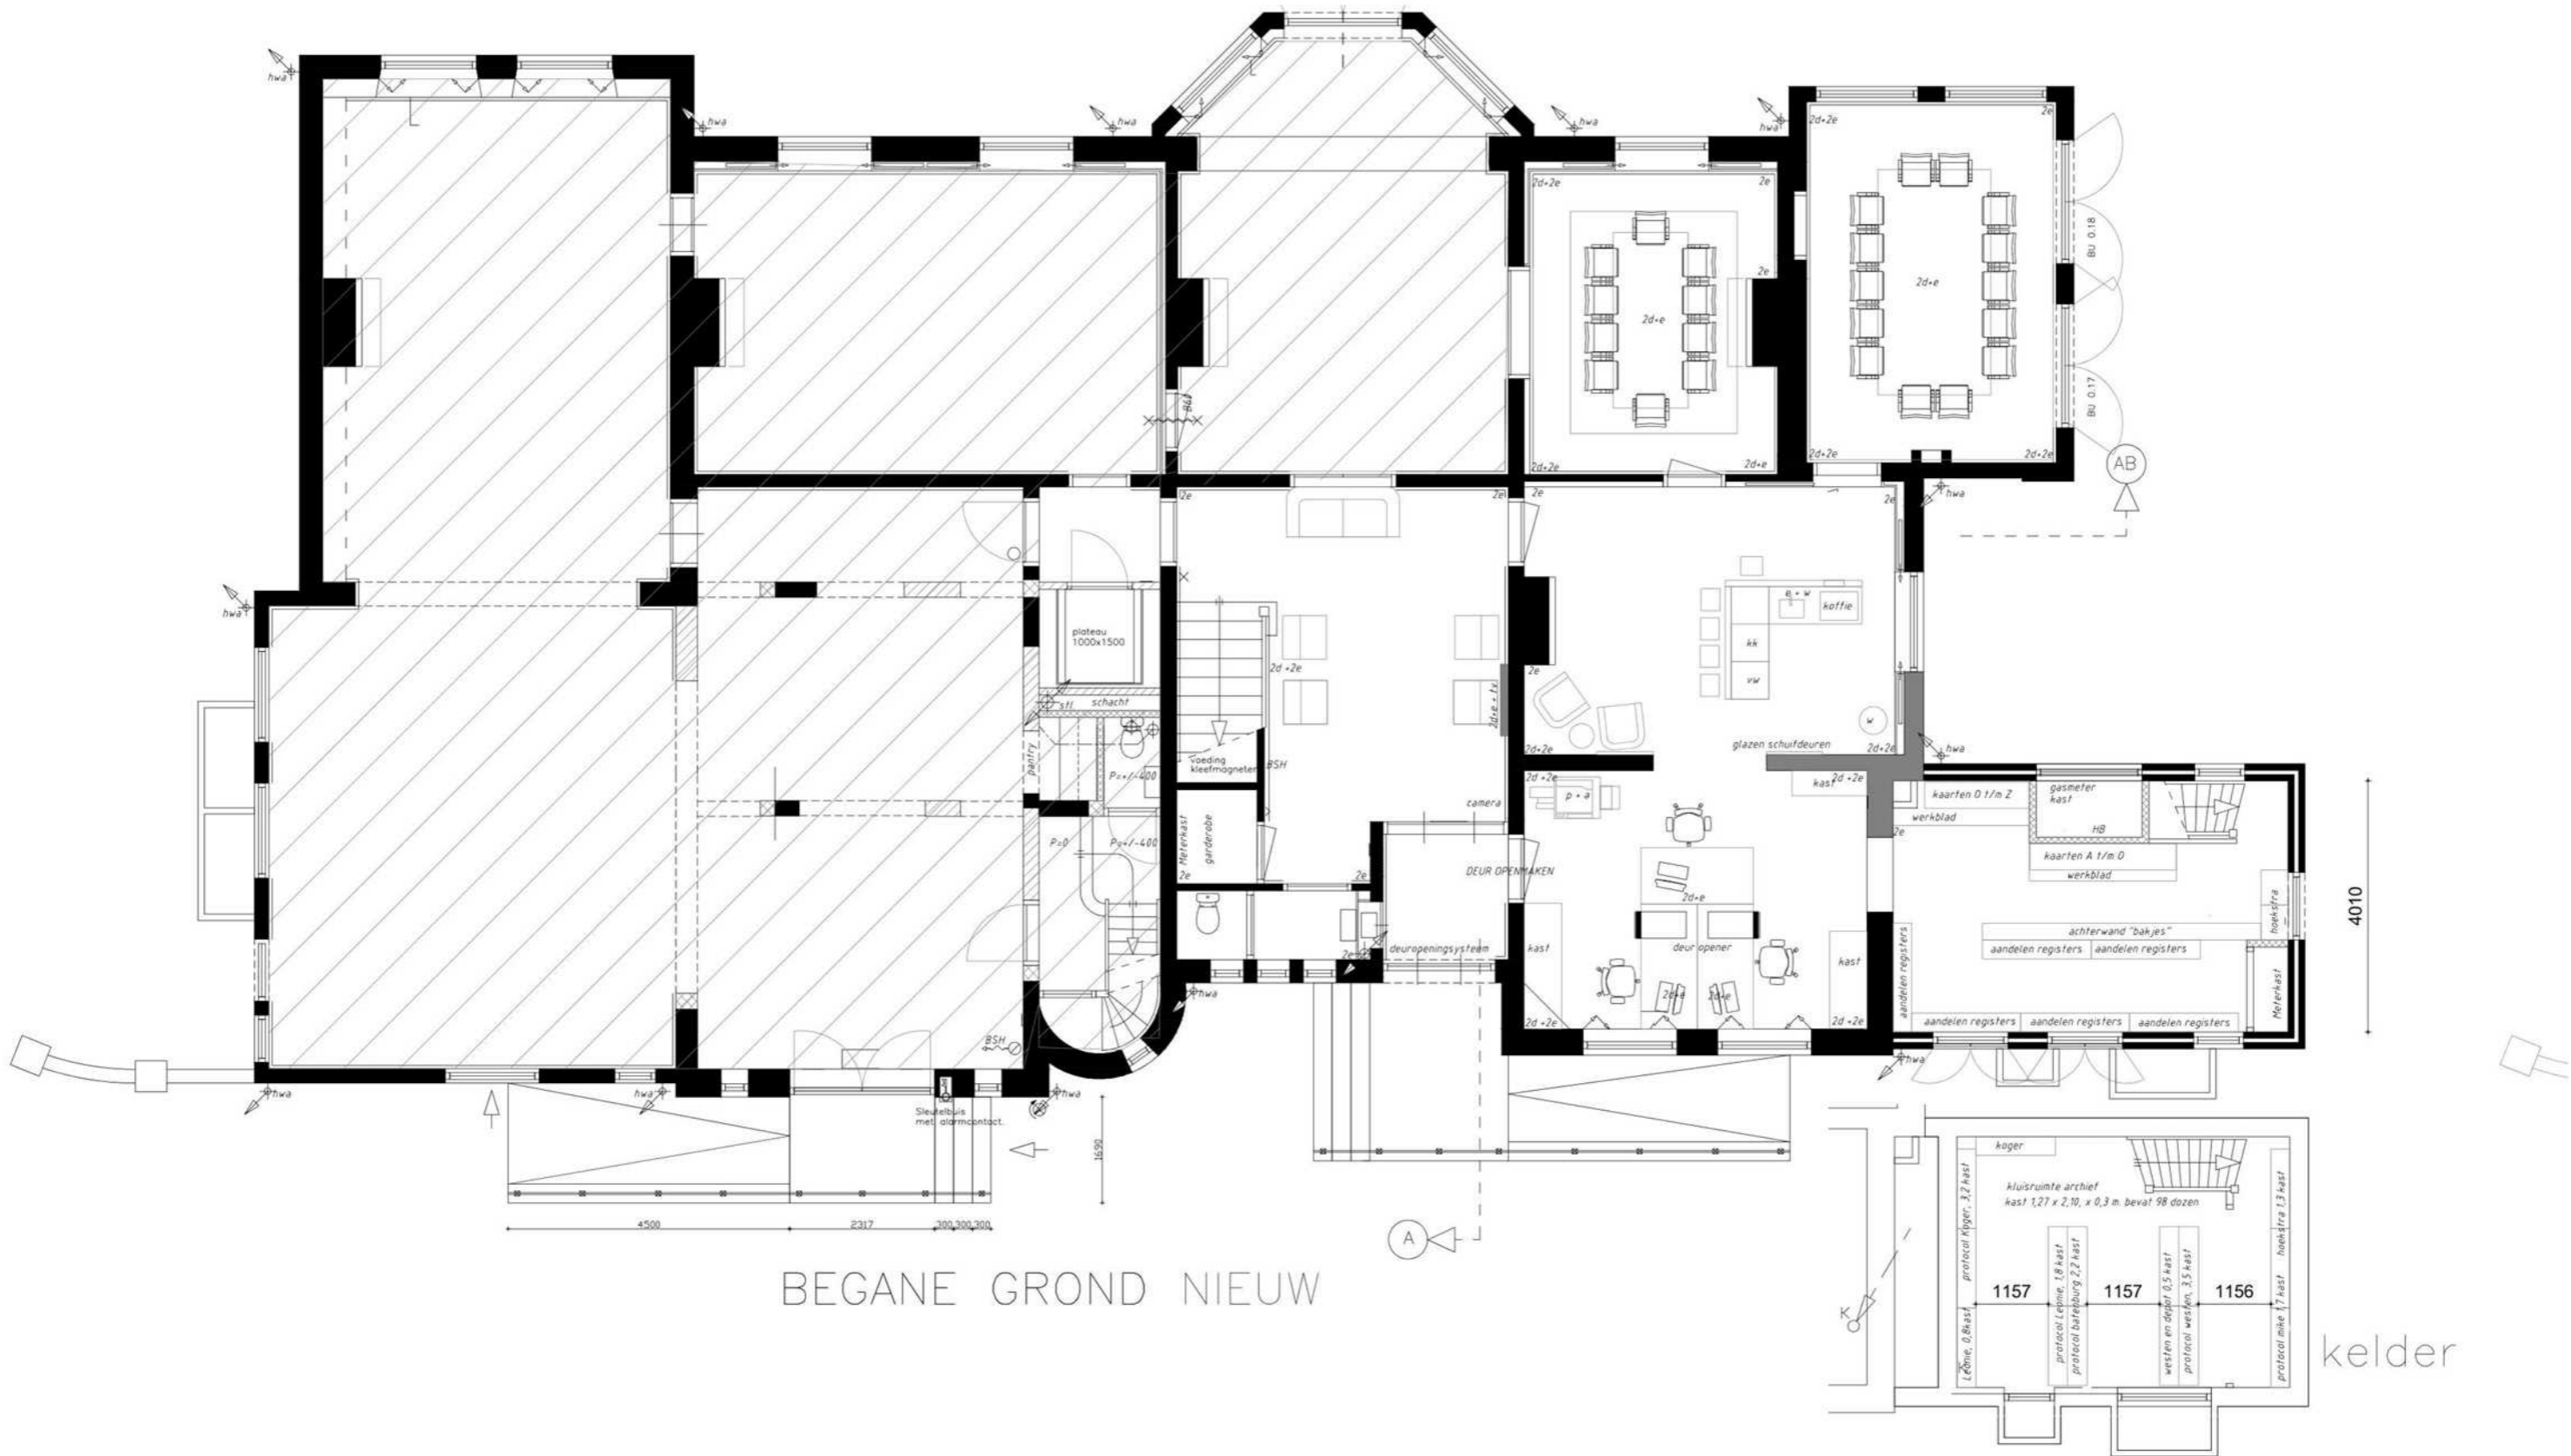 hwa
hwa
hwa
hwa
hwa
2d+2e
2e
2d+2e
2e
BU 0.18
2e
2d+e
2d+e
B60
BU 0.17
2d+2e
2d+e
2d+2e
2d+2e
AB
2e
2e
2e
2e
hwa
hwa
plateau
1000x1500
e + w
koffie
kk
vw
2d +2e
2e
2d+e + tv
schacht
stl.
w
pantry
voeding
kleefmagneten
BSH
2d+2e
glazen schuifdeuren
2d+2e
hwa
P=+/-400
2d +2e
p + a
kast
2d +2e
kaarten O t/m Z
gasmeter
kast
camera
werkblad
HB
2e
P=0
P=+/-400
Meterkast
garderobe
2e
2e
DEUR OPENMAKEN
kaarten A t/m O
werkblad
2d+e
hoekstra
4010
kast
deur opener
deuropeningsysteem
kast
achterwand "bakjes"
aandelen registers
aandelen registers
aandelen registers
Meterkast
2d+e
2d+e
hwa
2d +2e
2d +2e
aandelen registers
aandelen registers
aandelen registers
BSH
hwa
hwa
hwa
hwa
hwa
Sleutelbuis
met alarmcontact.
1690
4500
2317
300
300
300
A
BEGANE GROND NIEUW
koger
kluisruimte archief
kast 1,27 x 2,10, x 0,3 m. bevat 98 dozen
protocol Koger, 3,2 kast
Leonie, 0,8kast
protocol Leonie, 1,8 kast
protocol batenburg 2,2 kast
westen en depot 0,5 kast
protocol westen, 3,5 kast
hoekstra 1,3 kast
protocol mike 1,7 kast
1157
1157
1156
K
kelder